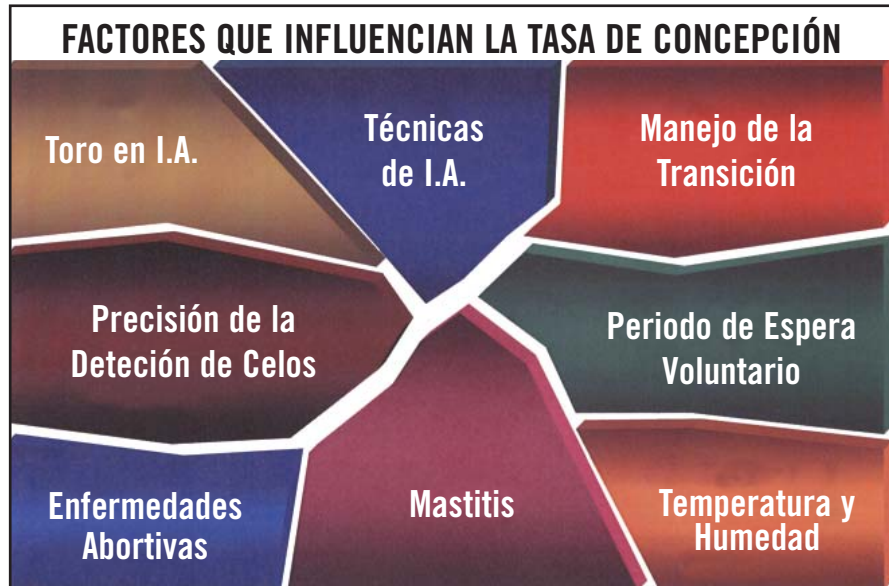 FACTORES QUE INFLUENCIAN LA TASA DE CONCEPCIÓN
Toro en I.A.
Técnicas
de I.A.
Manejo de la
Transición
Precisión de la
Deteción de Celos
Periodo de Espera
Voluntario
Enfermedades
Abortivas
Mastitis
Temperatura y
Humedad